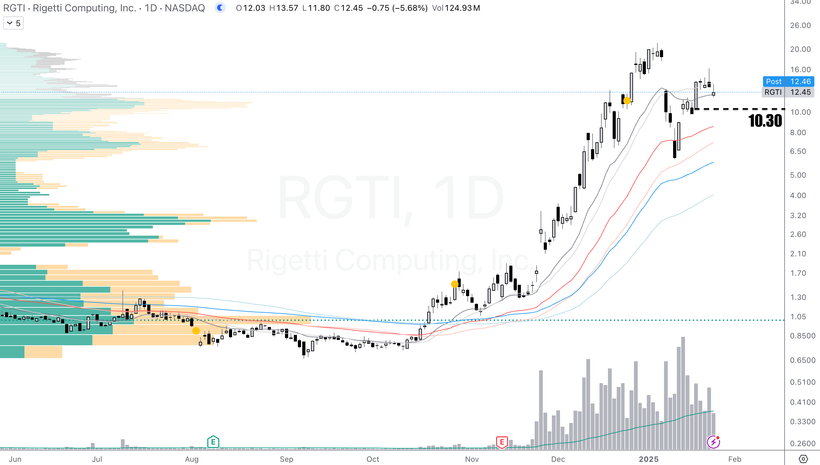 RGTI · Rigetti Computing, Inc. · 1D · NASDAQ O12.03 H13.57 L11.80 C12.45 −0.75 (−5.68%) Vol124.93M
5
34.00
26.00
20.00
16.00
Post 12.46
RGTI 12.45
10.00
10.30
8.00
6.50
5.00
4.00
3.20
2.60
2.10
1.70
1.30
1.05
0.8500
0.6500
0.5100
0.4100
0.3300
0.2600
RGTI, 1D
Rigetti Computing, Inc.
E
E
Jun Jul Aug Sep Oct Nov Dec 2025 Feb